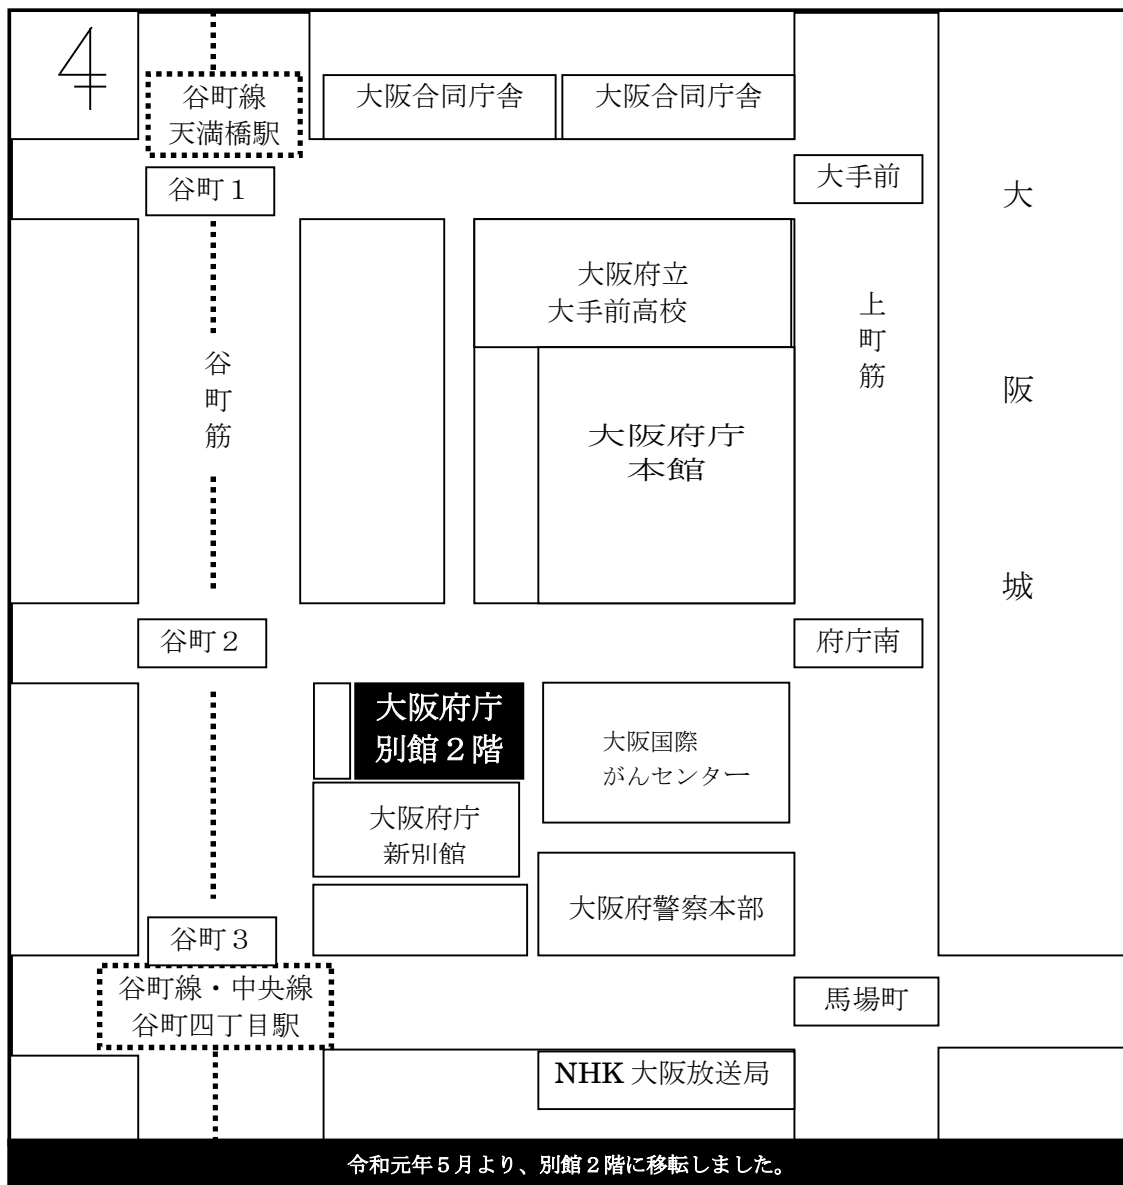 4
谷町線
天満橋駅
大阪合同庁舎
大阪合同庁舎
谷町１
大手前
大阪府立
大手前高校
上町筋
大阪城
谷町筋
大阪府庁
本館
谷町２
府庁南
大阪府庁
別館２階
大阪国際
がんセンター
大阪府庁
新別館
大阪府警察本部
谷町３
谷町線・中央線
谷町四丁目駅
馬場町
NHK 大阪放送局
令和元年５月より、別館２階に移転しました。